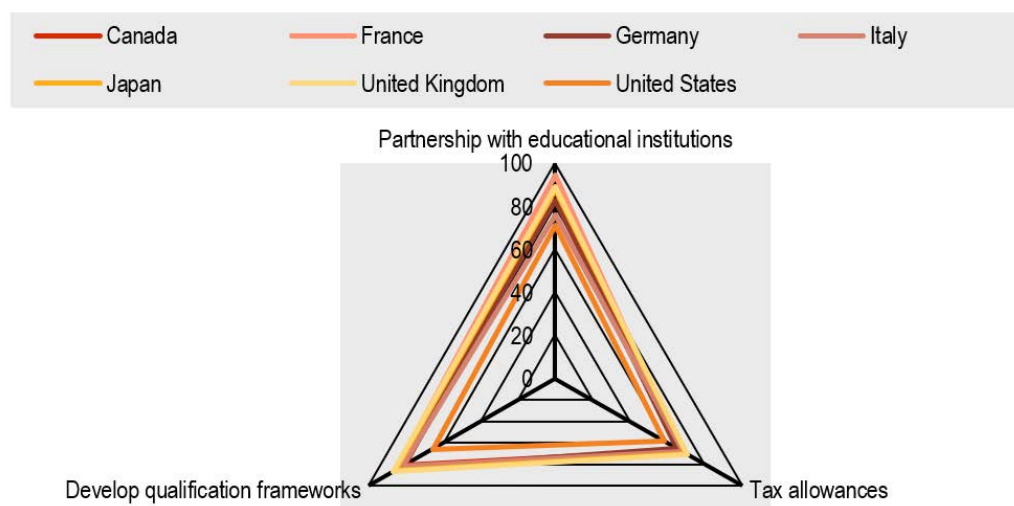 Canada France Germany Italy
Japan United Kingdom United States
Partnership with educational institutions
100
80
60
40
20
0
Develop qualification frameworks Tax allowances